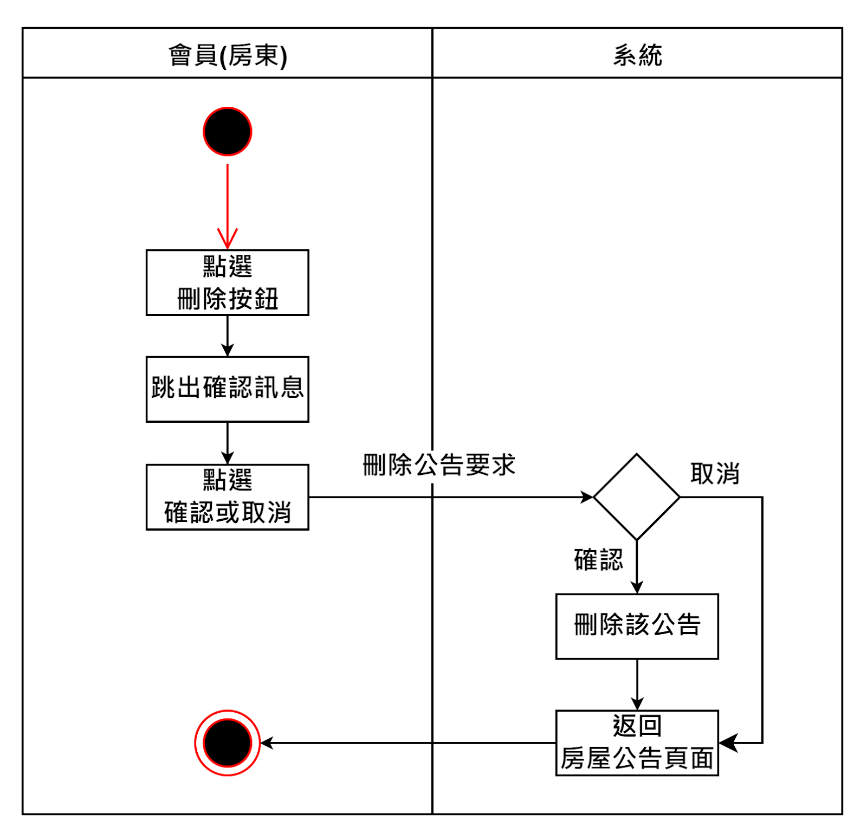 會員(房東)
系統
點選
刪除按鈕
跳出確認訊息
點選
確認或取消
刪除公告要求
取消
確認
刪除該公告
返回
房屋公告頁面